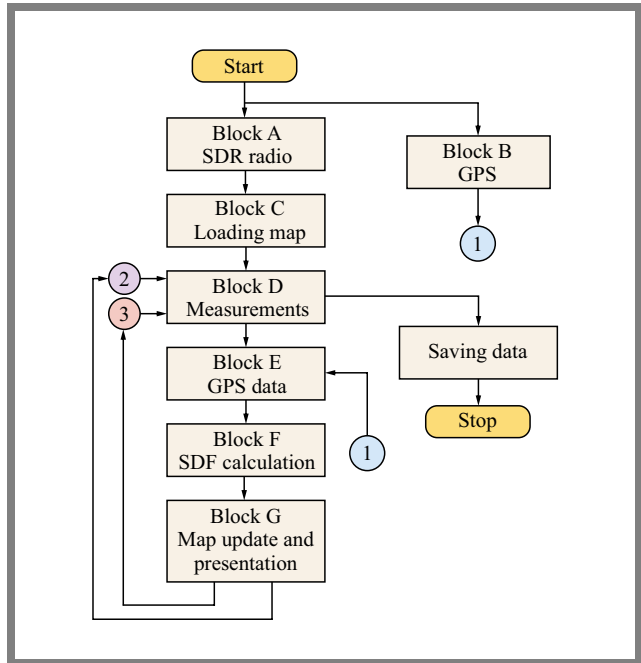 Start
Block A
SDR radio
Block B
GPS
Block C
Loading map
1
2
Block D
Measurements
3
Saving data
Block E
GPS data
Stop
Block F
SDF calculation
1
Block G
Map update and
presentation